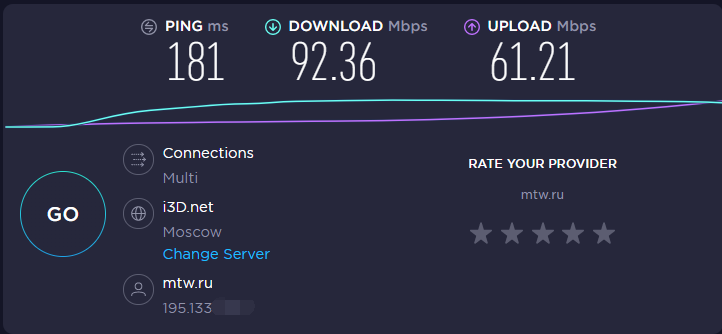 PING ms DOWNLOAD Mbps UPLOAD Mbps
181 92.36 61.21
Connections
Multi
RATE YOUR PROVIDER
mtw.ru
GO
i3D.net
Moscow
Change Server
mtw.ru
195.133